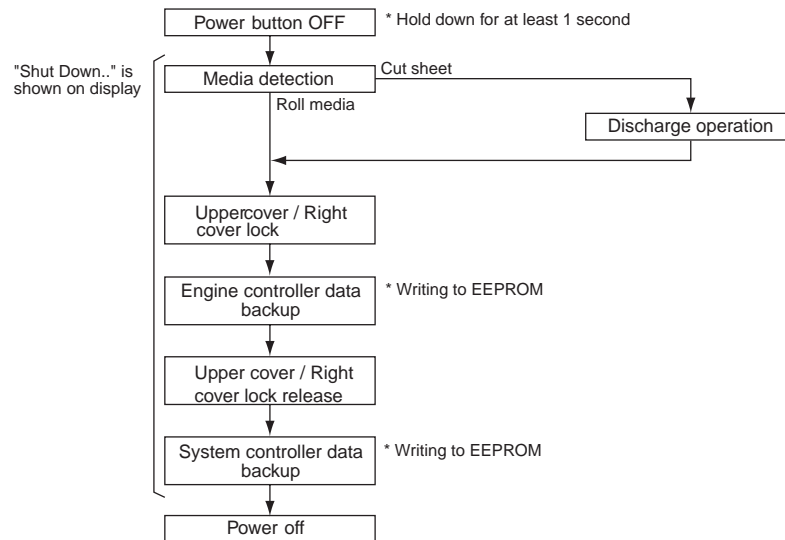 Power button OFF
* Hold down for at least 1 second
"Shut Down.." is
shown on display
Media detection
Cut sheet
Roll media
Discharge operation
Uppercover / Right
cover lock
Engine controller data
backup
* Writing to EEPROM
Upper cover / Right
cover lock release
System controller data
backup
* Writing to EEPROM
Power off